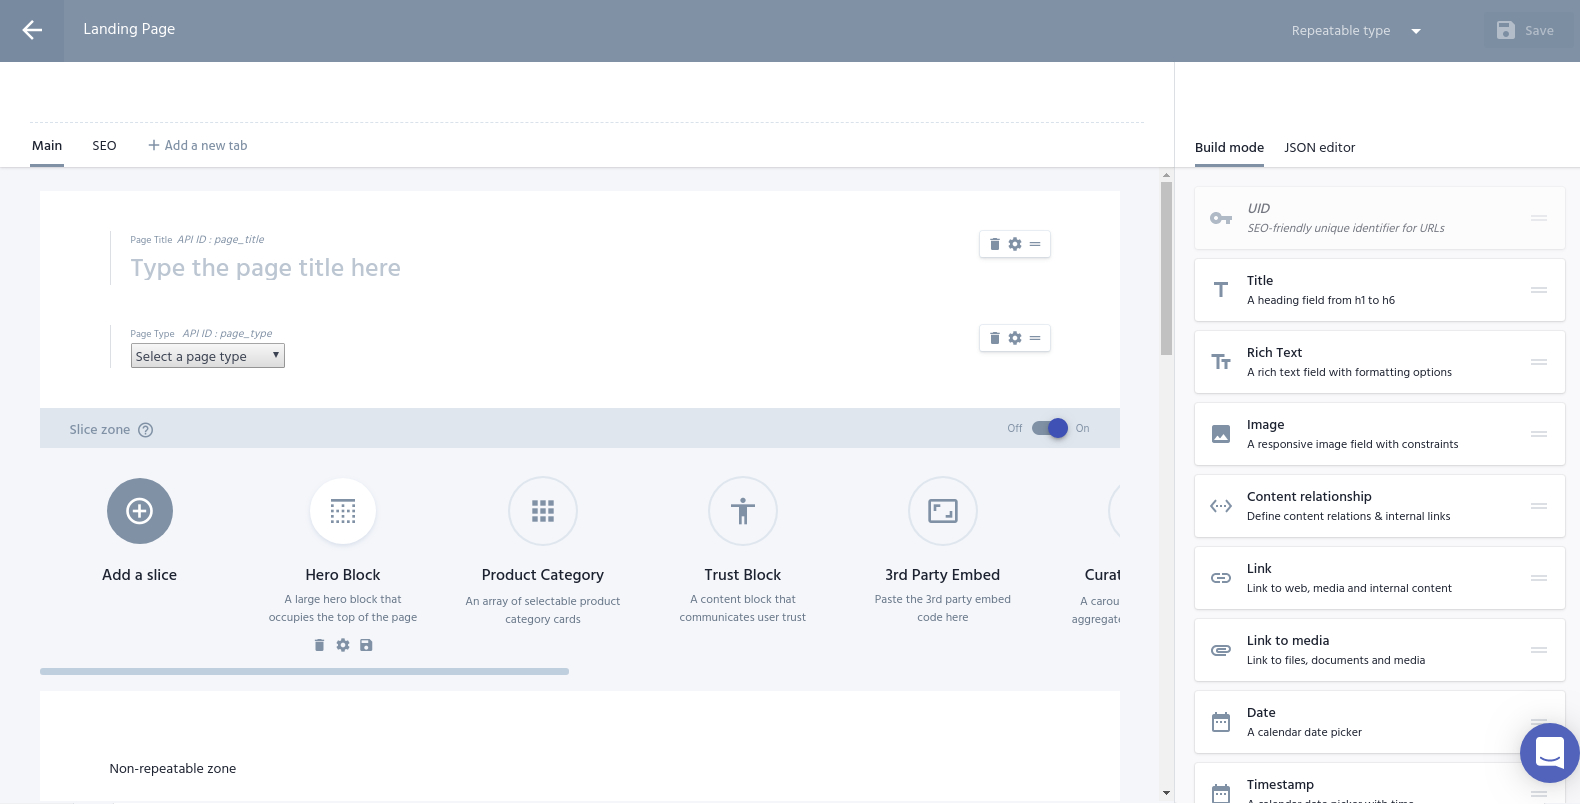 Landing Page
Repeatable type
Save
Main
SEO
Add a new tab
Build mode
JSON editor
Page Title API ID : page_title
Type the page title here
Page Type API ID : page_type
Select a page type
Slice zone
Off
On
Add a slice
Hero Block
A large hero block that
occupies the top of the page
Product Category
An array of selectable product
category cards
Trust Block
A content block that
communicates user trust
3rd Party Embed
Paste the 3rd party embed
code here
Curat
A carou
aggregate
Non-repeatable zone
UID
SEO-friendly unique identifier for URLs
Title
A heading field from h1 to h6
Rich Text
A rich text field with formatting options
Image
A responsive image field with constraints
Content relationship
Define content relations & internal links
Link
Link to web, media and internal content
Link to media
Link to files, documents and media
Date
A calendar date picker
Timestamp
A calendar date picker with time